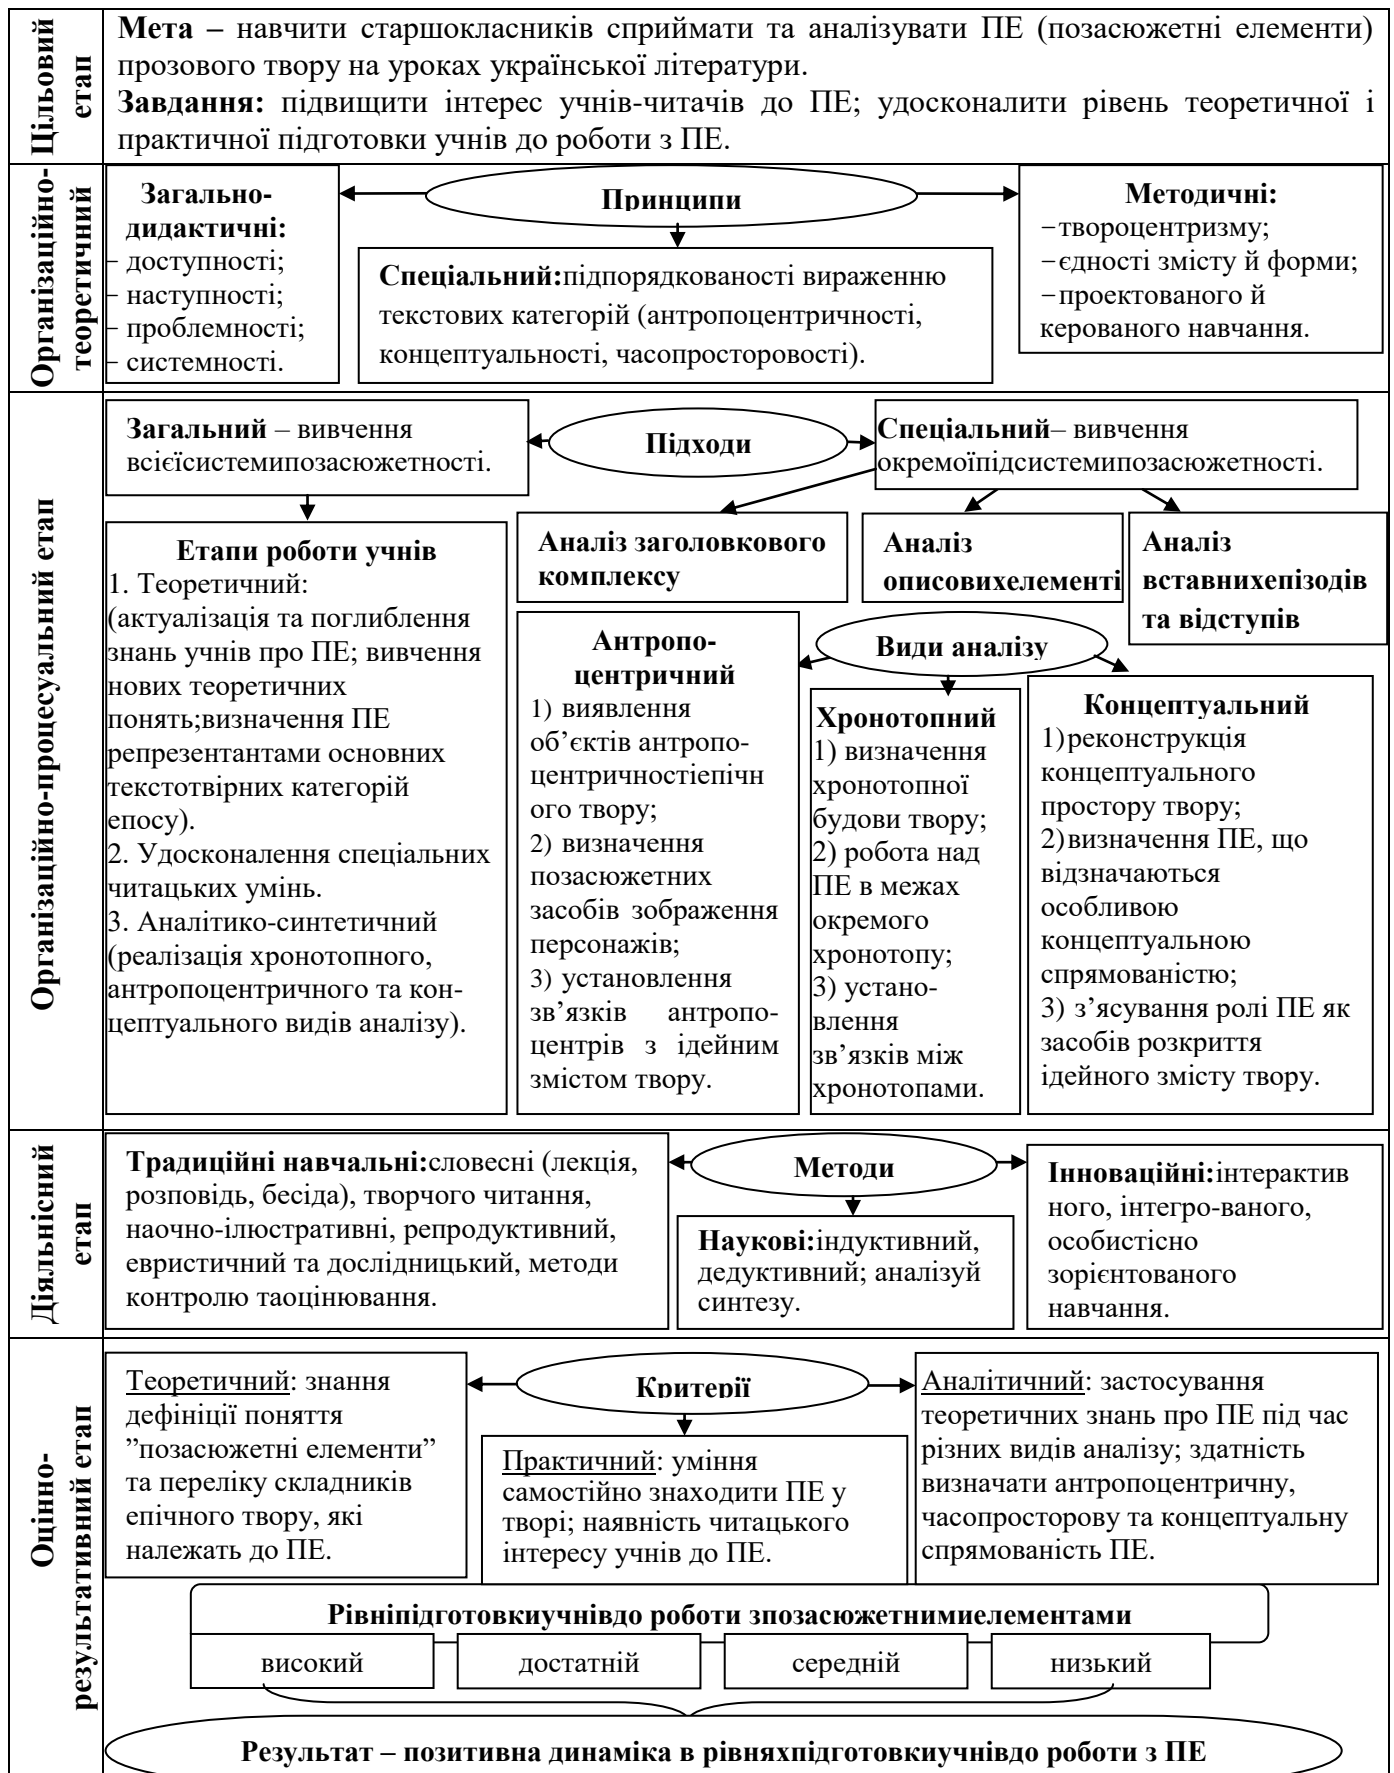 Цільовий
етап
Мета – навчити старшокласників сприймати та аналізувати ПЕ (позасюжетні елементи)
прозового твору на уроках української літератури.
Завдання: підвищити інтерес учнів-читачів до ПЕ; удосконалити рівень теоретичної і
практичної підготовки учнів до роботи з ПЕ.
Організаційно-
теоретичний
Загально-
дидактичні:
– доступності;
– наступності;
– проблемності;
– системності.
Принципи
Спеціальний:підпорядкованості вираженню
текстових категорій (антропоцентричності,
концептуальності, часопросторовості).
Методичні:
–твороцентризму;
–єдності змісту й форми;
–проектованого й
керованого навчання.
Організаційно-процесуальний етап
Загальний – вивчення
всієїсистемипозасюжетності.
Підходи
Спеціальний– вивчення
окремоїпідсистемипозасюжетності.
Етапи роботи учнів
1. Теоретичний:
(актуалізація та поглиблення
знань учнів про ПЕ; вивчення
нових теоретичних
понять;визначення ПЕ
репрезентантами основних
текстотвірних категорій
епосу).
2. Удосконалення спеціальних
читацьких умінь.
3. Аналітико-синтетичний
(реалізація хронотопного,
антропоцентричного та кон-
цептуального видів аналізу).
Аналіз заголовкового
комплексу
Аналіз
описовихелементі
Аналіз
вставнихепізодів
та відступів
Види аналізу
Антропо-
центричний
1) виявлення
об’єктів антропо-
центричностіепічн
ого твору;
2) визначення
позасюжетних
засобів зображення
персонажів;
3) установлення
зв’язків антропо-
центрів з ідейним
змістом твору.
Хронотопний
1) визначення
хронотопної
будови твору;
2) робота над
ПЕ в межах
окремого
хронотопу;
3) устано-
влення
зв’язків між
хронотопами.
Концептуальний
1)реконструкція
концептуального
простору твору;
2)визначення ПЕ, що
відзначаються
особливою
концептуальною
спрямованістю;
3) з’ясування ролі ПЕ як
засобів розкриття
ідейного змісту твору.
Діяльнісний
етап
Традиційні навчальні:словесні (лекція,
розповідь, бесіда), творчого читання,
наочно-ілюстративні, репродуктивний,
евристичний та дослідницький, методи
контролю таоцінювання.
Методи
Наукові:індуктивний,
дедуктивний; аналізуй
синтезу.
Інноваційні:інтерактив
ного, інтегро-ваного,
особистісно
зорієнтованого
навчання.
Оцінно-
результативний етап
Теоретичний: знання
дефініції поняття
”позасюжетні елементи”
та переліку складників
епічного твору, які
належать до ПЕ.
Критерії
Практичний: уміння
самостійно знаходити ПЕ у
творі; наявність читацького
інтересу учнів до ПЕ.
Аналітичний: застосування
теоретичних знань про ПЕ під час
різних видів аналізу; здатність
визначати антропоцентричну,
часопросторову та концептуальну
спрямованість ПЕ.
Рівніпідготовкиучнівдо роботи зпозасюжетнимиелементами
високий
достатній
середній
низький
Результат – позитивна динаміка в рівняхпідготовкиучнівдо роботи з ПЕ